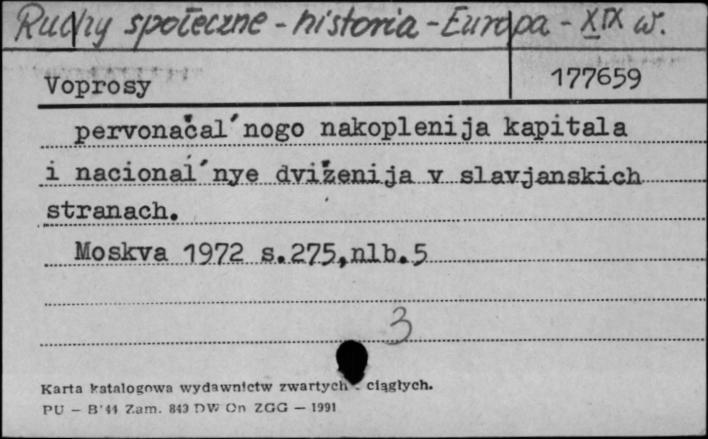 Ruchy społeczne - historia - Europa - XIX w.
Voprosy 177659
pervonačal´nogo nakoplenija kapitala
i nacional´nye dviženija v slavjanskich
stranach.
Moskva 1972 s.275,nlb.5
3
Karta katalogowa wydawnictw zwartych ciągłych.
PU — B'44 Zam. 843 DW On ZGG — 1991